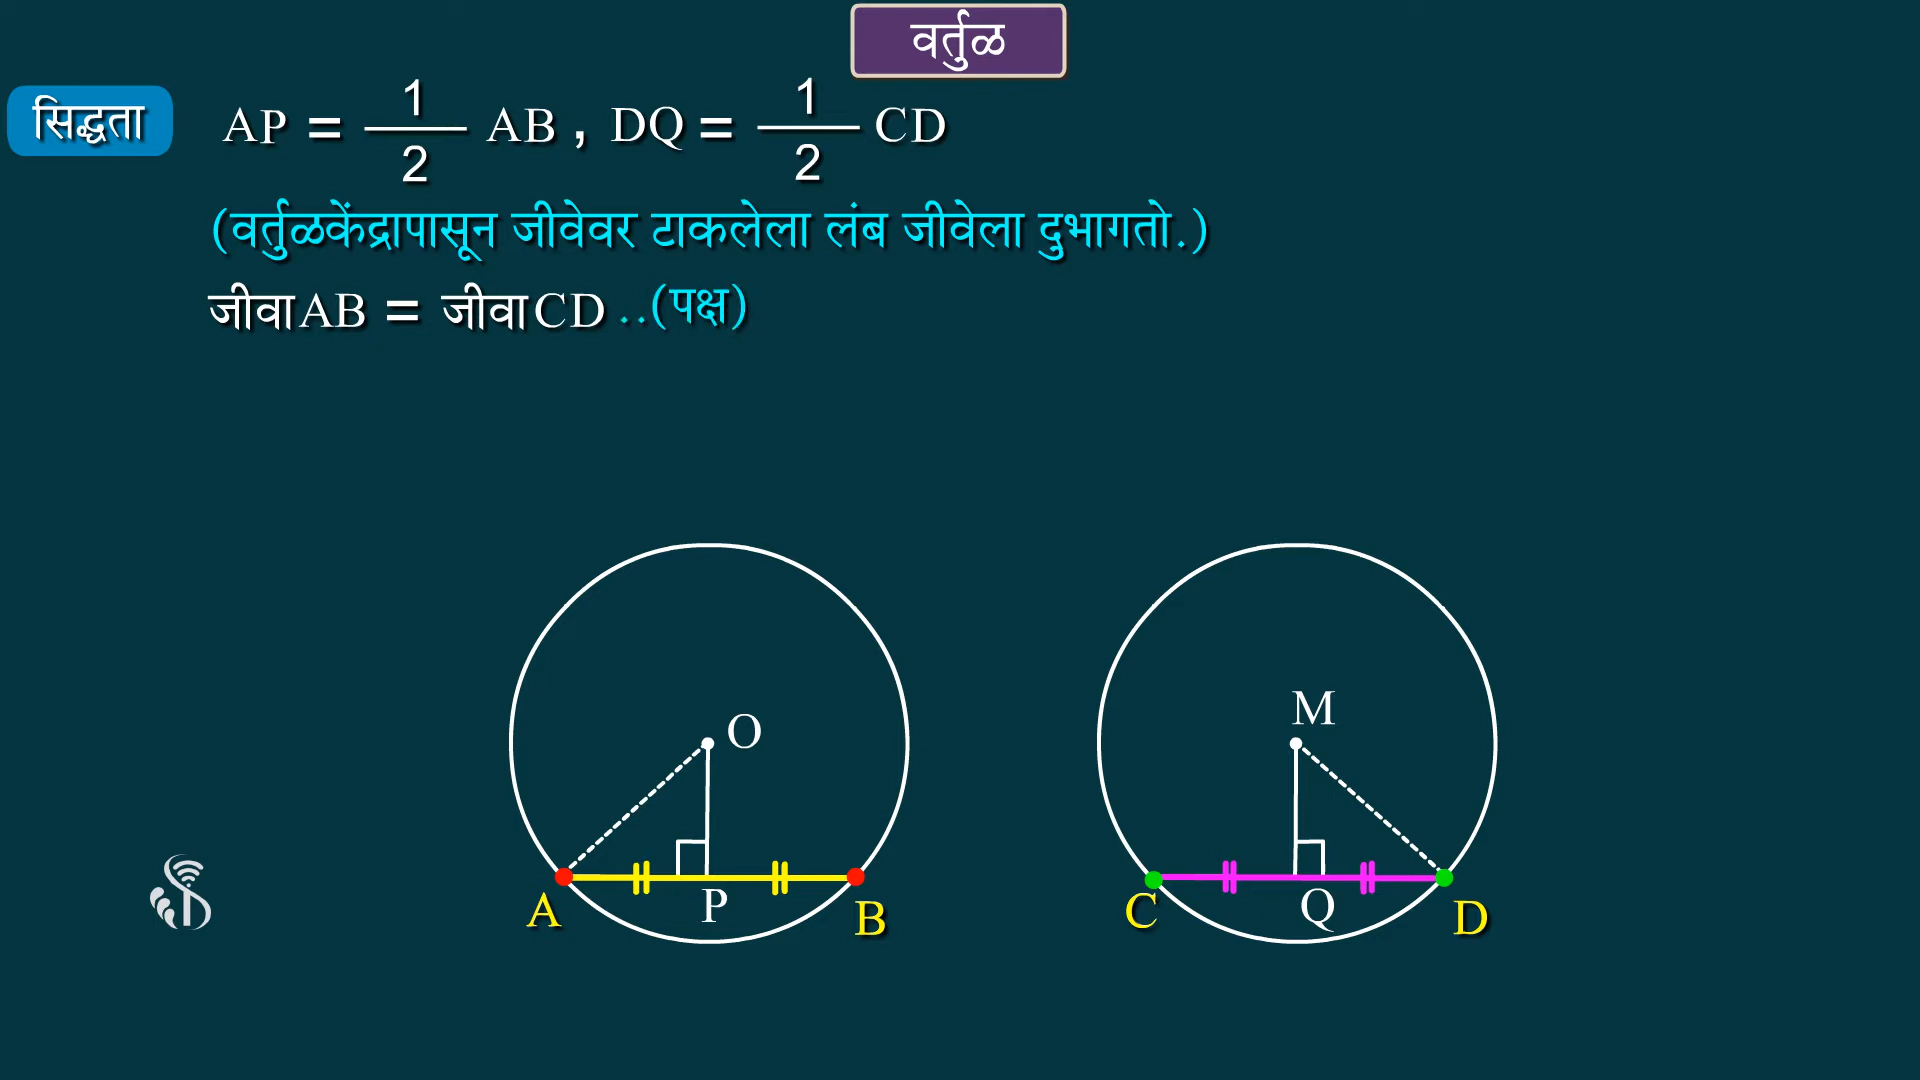 वर्तुळ
सिद्धता AP = 1/2 AB , DQ = 1/2 CD
(वर्तुळकेंद्रापासून जीवेवर टाकलेला लंब जीवेला दुभागतो.)
जीवा AB = जीवा CD ..(पक्ष)
O
M
A
P
B
C
Q
D